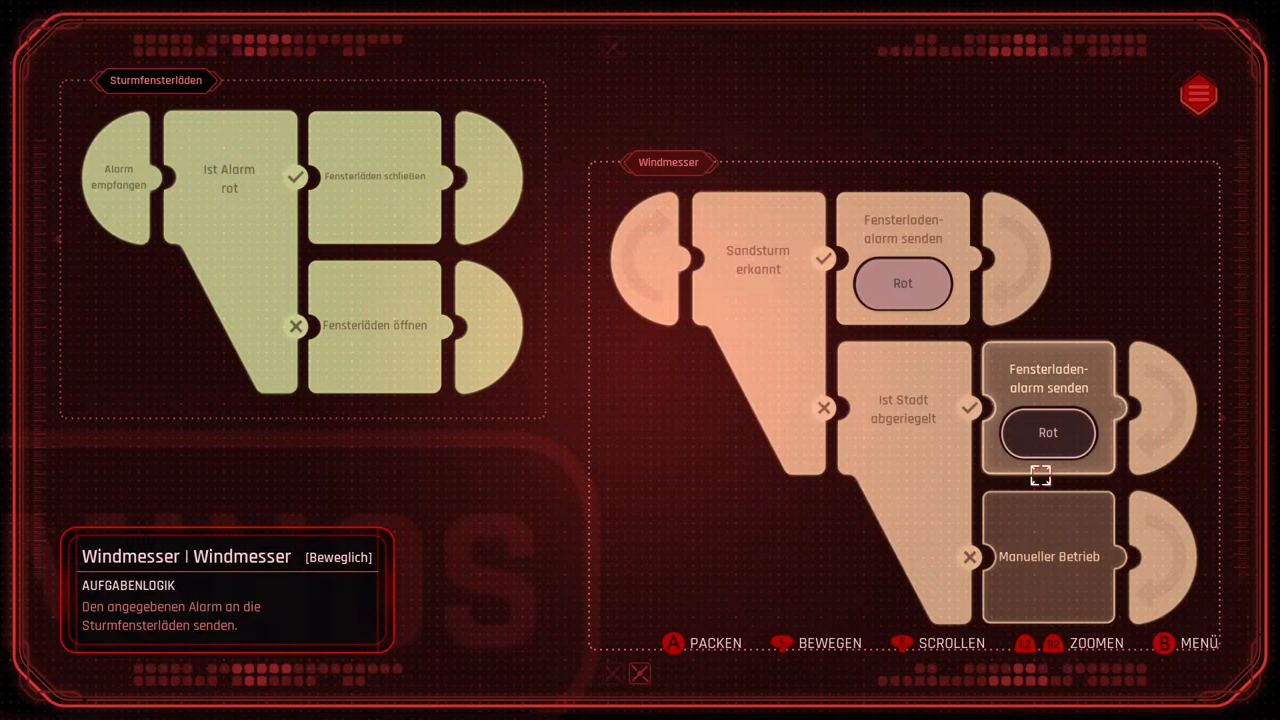 Sturmfensterläden
Alarm
empfangen
Ist Alarm
rot
Fensterläden schließen
Fensterläden öffnen
Windmesser
Sandsturm
erkannt
Fensterladen-
alarm senden
Rot
Ist Stadt
abgeriegelt
Fensterladen-
alarm senden
Rot
Manueller Betrieb
Windmesser | Windmesser [Beweglich]
AUFGABENLOGIK
Den angegebenen Alarm an die
Sturmfensterläden senden.
A PACKEN L BEWEGEN R SCROLLEN L2 R2 ZOOMEN B MENÜ